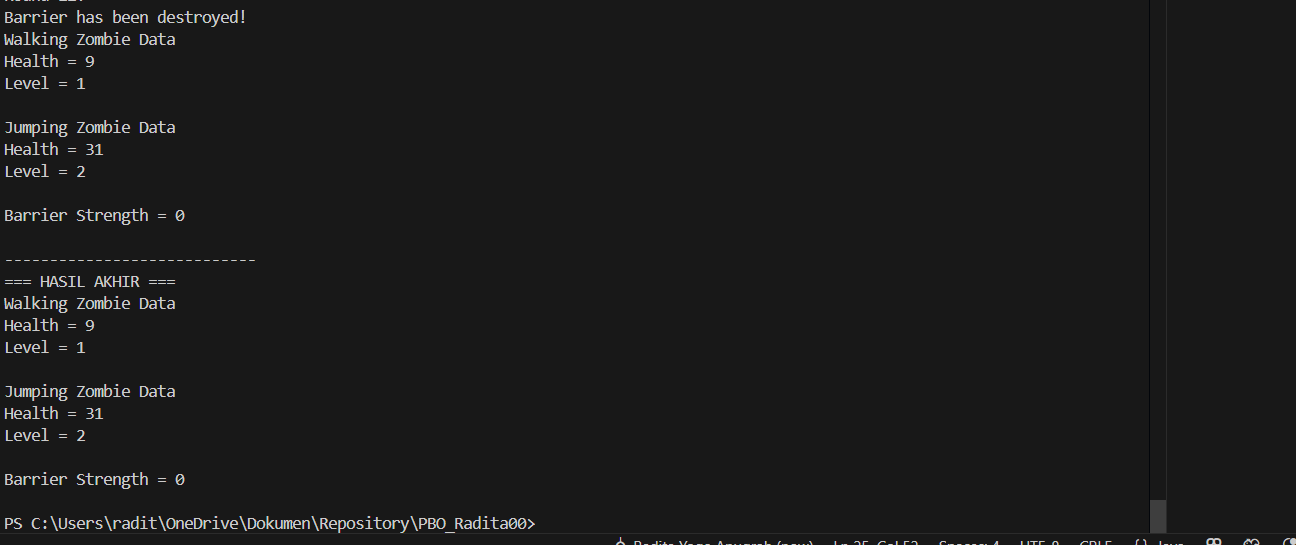 Barrier has been destroyed!
Walking Zombie Data
Health = 9
Level = 1
Jumping Zombie Data
Health = 31
Level = 2
Barrier Strength = 0
----------------------------
=== HASIL AKHIR ===
Walking Zombie Data
Health = 9
Level = 1
Jumping Zombie Data
Health = 31
Level = 2
Barrier Strength = 0
PS C:\Users\radit\OneDrive\Dokumen\Repository\PBO_Radita00>